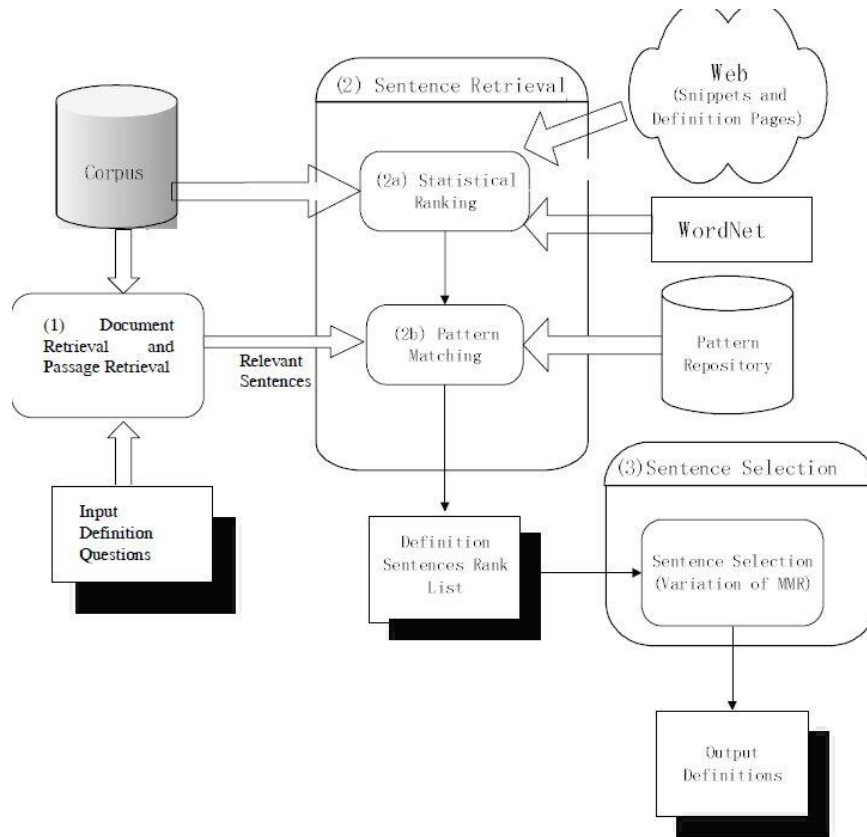 (2) Sentence Retrieval
Web
(Snippets and
Definition Pages)
Corpus
(2a) Statistical
Ranking
WordNet
(1) Document
Retrieval and
Passage Retrieval
Relevant
Sentences
(2b) Pattern
Matching
Pattern
Repository
Input
Definition
Questions
(3)Sentence Selection
Definition
Sentences Rank
List
Sentence Selection
(Variation of MMR)
Output
Definitions